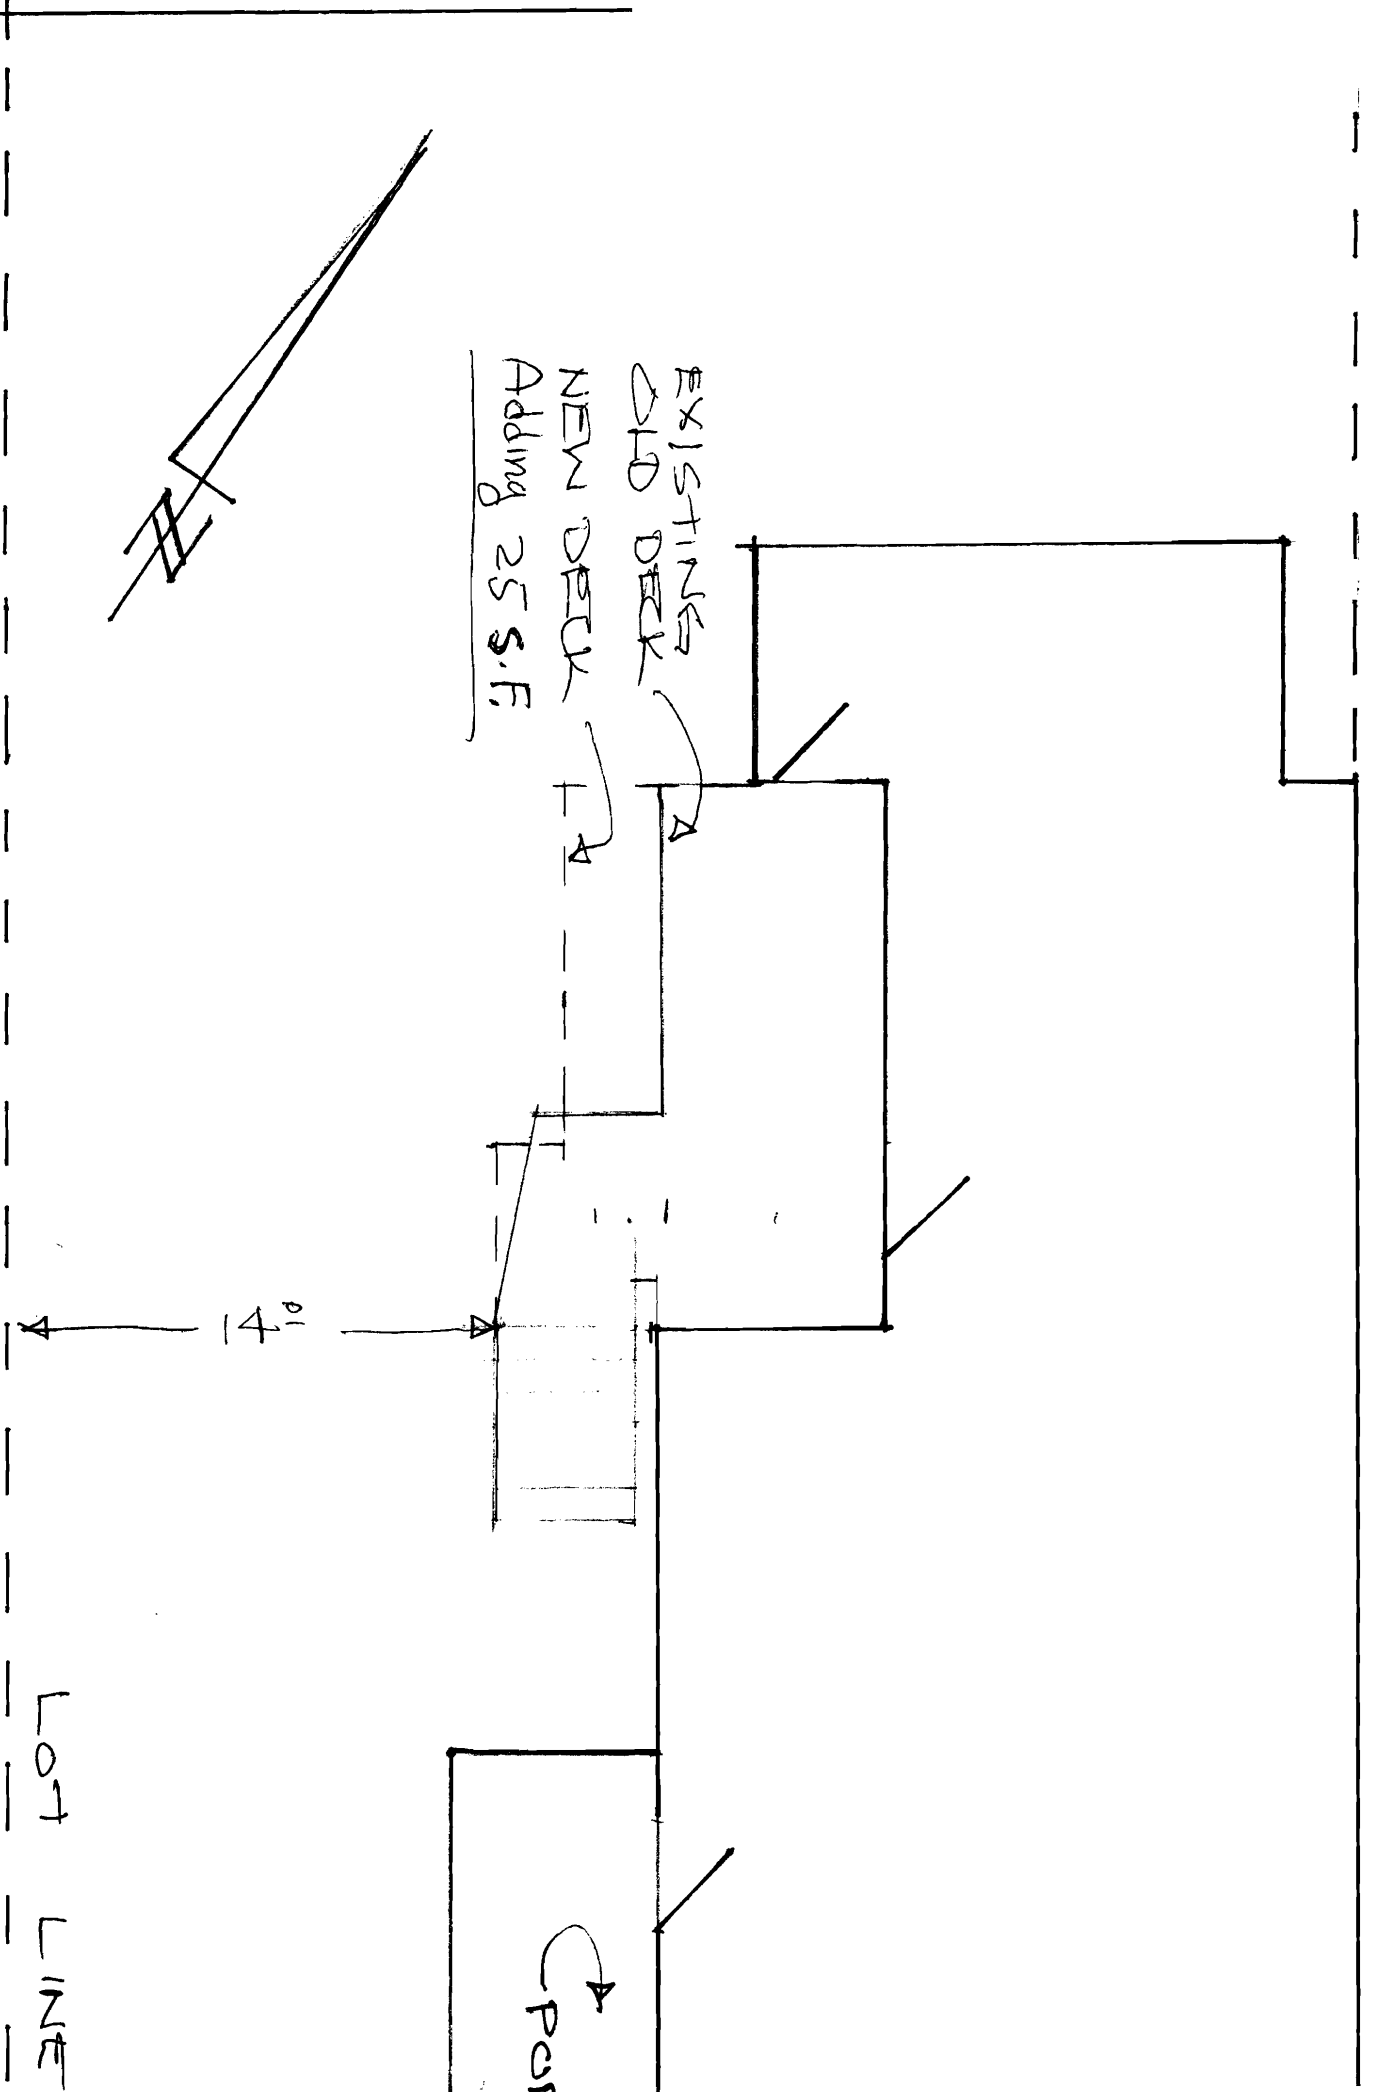 EXISTING
OLD DECK
NEW DECK
Adding 25 S.F.
N
14'0
LOT LINE